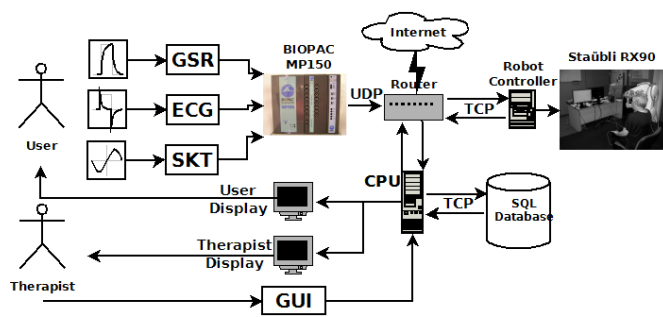 Internet
BIOPAC
MP150
Staübli RX90
Robot
Controller
GSR
ECG
SKT
UDP
Router
TCP
User
CPU
User
Display
TCP
SQL
Database
Therapist
Display
Therapist
GUI